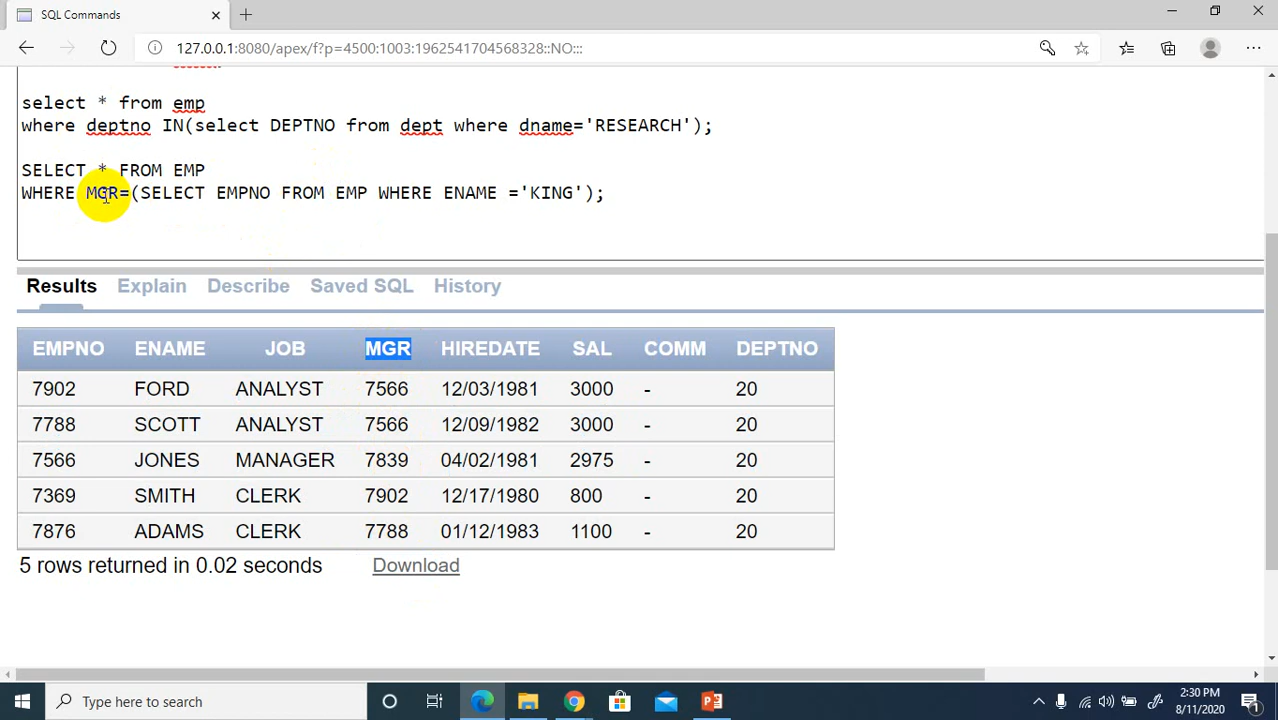 SQL Commands
127.0.0.1:8080/apex/f?p=4500:1003:1962541704568328::NO:::
select * from emp
where deptno IN(select DEPTNO from dept where dname='RESEARCH');
SELECT * FROM EMP
WHERE MGR=(SELECT EMPNO FROM EMP WHERE ENAME ='KING');
Results Explain Describe Saved SQL History
EMPNO ENAME JOB MGR HIREDATE SAL COMM DEPTNO
7902 FORD ANALYST 7566 12/03/1981 3000 - 20
7788 SCOTT ANALYST 7566 12/09/1982 3000 - 20
7566 JONES MANAGER 7839 04/02/1981 2975 - 20
7369 SMITH CLERK 7902 12/17/1980 800 - 20
7876 ADAMS CLERK 7788 01/12/1983 1100 - 20
5 rows returned in 0.02 seconds Download
Type here to search
2:30 PM
8/11/2020
1